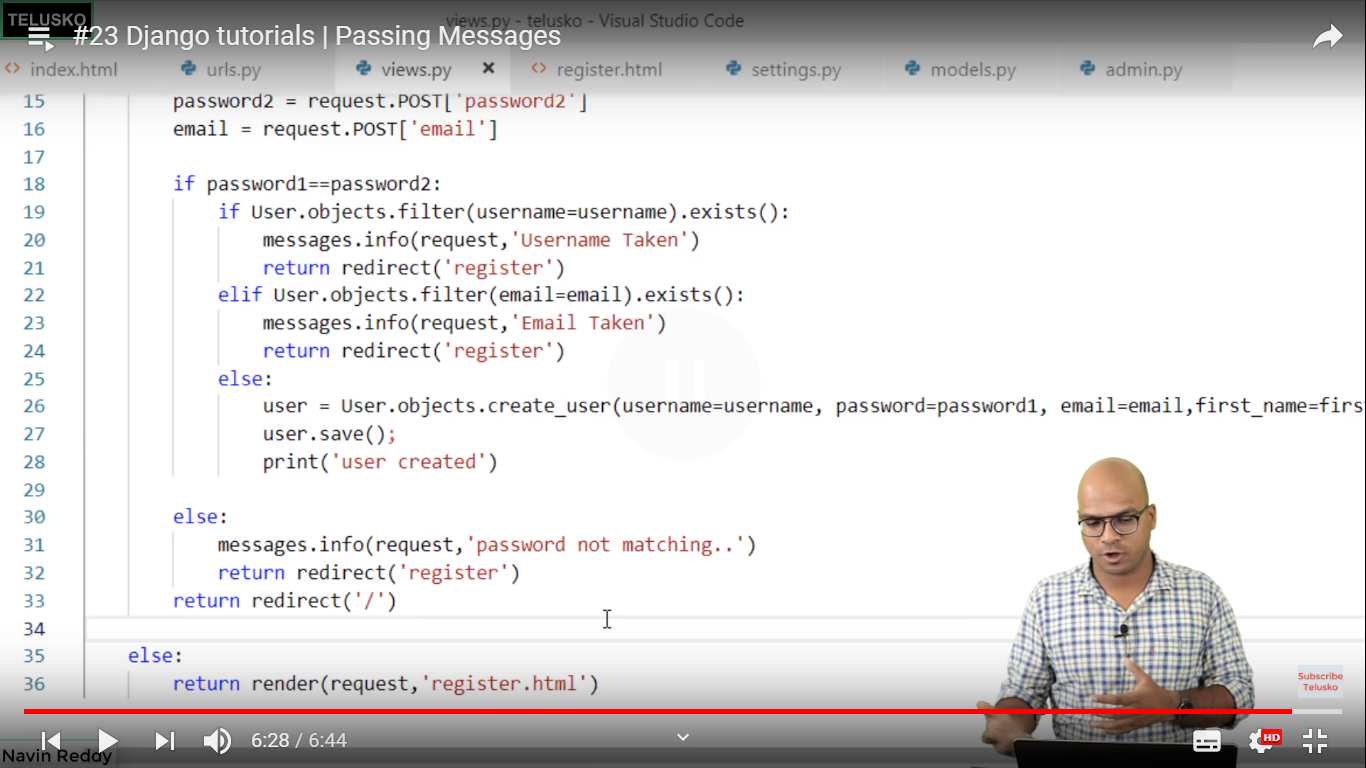 TELUSKO
views.py - telusko - Visual Studio Code
#23 Django tutorials | Passing Messages
index.html urls.py views.py register.html settings.py models.py admin.py
15 password2 = request.POST['password2']
16 email = request.POST['email']
17
18 if password1==password2:
19 if User.objects.filter(username=username).exists():
20 messages.info(request,'Username Taken')
21 return redirect('register')
22 elif User.objects.filter(email=email).exists():
23 messages.info(request,'Email Taken')
24 return redirect('register')
25 else:
26 user = User.objects.create_user(username=username, password=password1, email=email,first_name=firs
27 user.save();
28 print('user created')
29
30 else:
31 messages.info(request,'password not matching..')
32 return redirect('register')
33 return redirect('/')
34
35 else:
36 return render(request,'register.html')
Subscribe
Telusko
6:28 / 6:44
HD
Navin Reddy